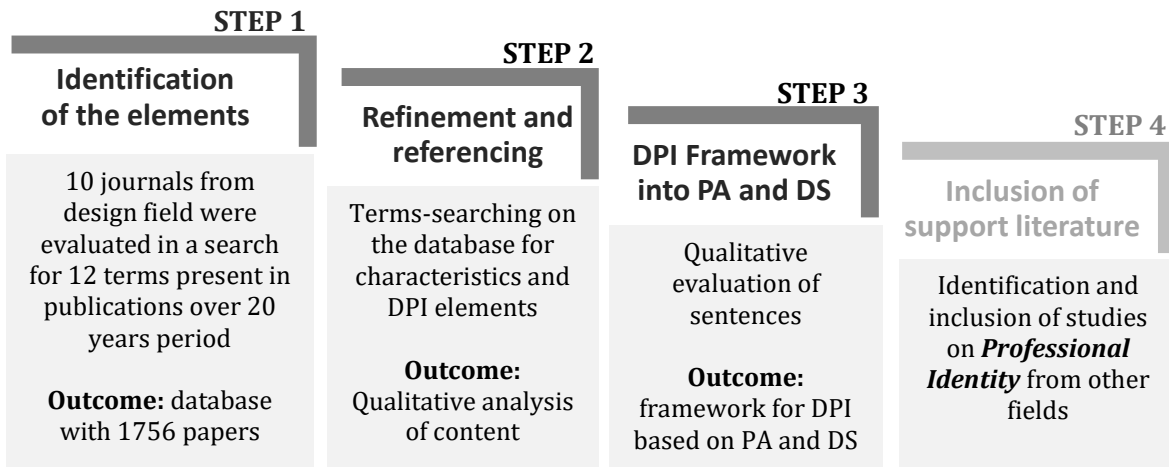 STEP 1
Identification
of the elements
10 journals from
design field were
evaluated in a search
for 12 terms present in
publications over 20
years period
Outcome: database
with 1756 papers
STEP 2
Refinement and
referencing
Terms-searching on
the database for
characteristics and
DPI elements
Outcome:
Qualitative analysis
of content
STEP 3
DPI Framework
into PA and DS
Qualitative
evaluation of
sentences
Outcome:
framework for DPI
based on PA and DS
STEP 4
Inclusion of
support literature
Identification and
inclusion of studies
on Professional
Identity from other
fields